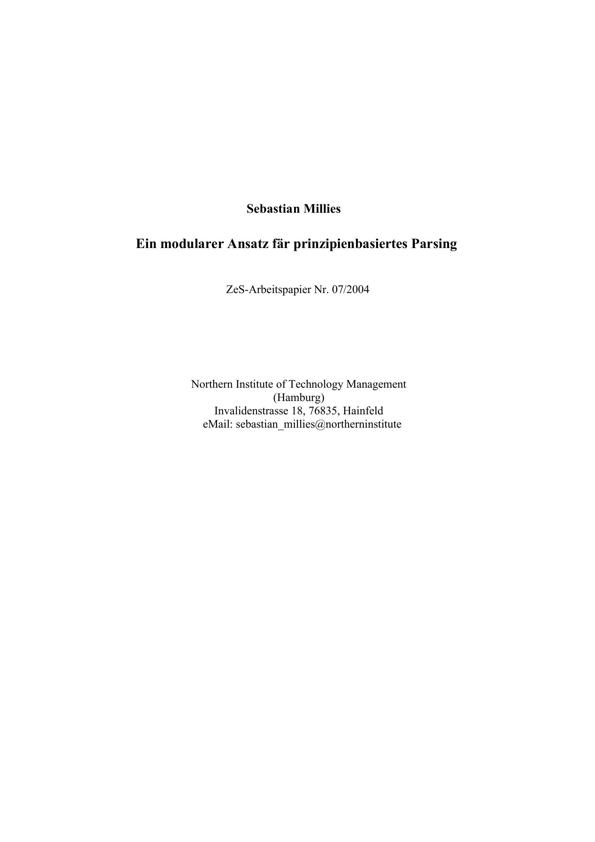 Sebastian Millies
Ein modularer Ansatz fär prinzipienbasiertes Parsing
ZeS-Arbeitspapier Nr. 07/2004
Northern Institute of Technology Management
(Hamburg)
Invalidenstrasse 18, 76835, Hainfeld
eMail: sebastian_millies@northerninstitute